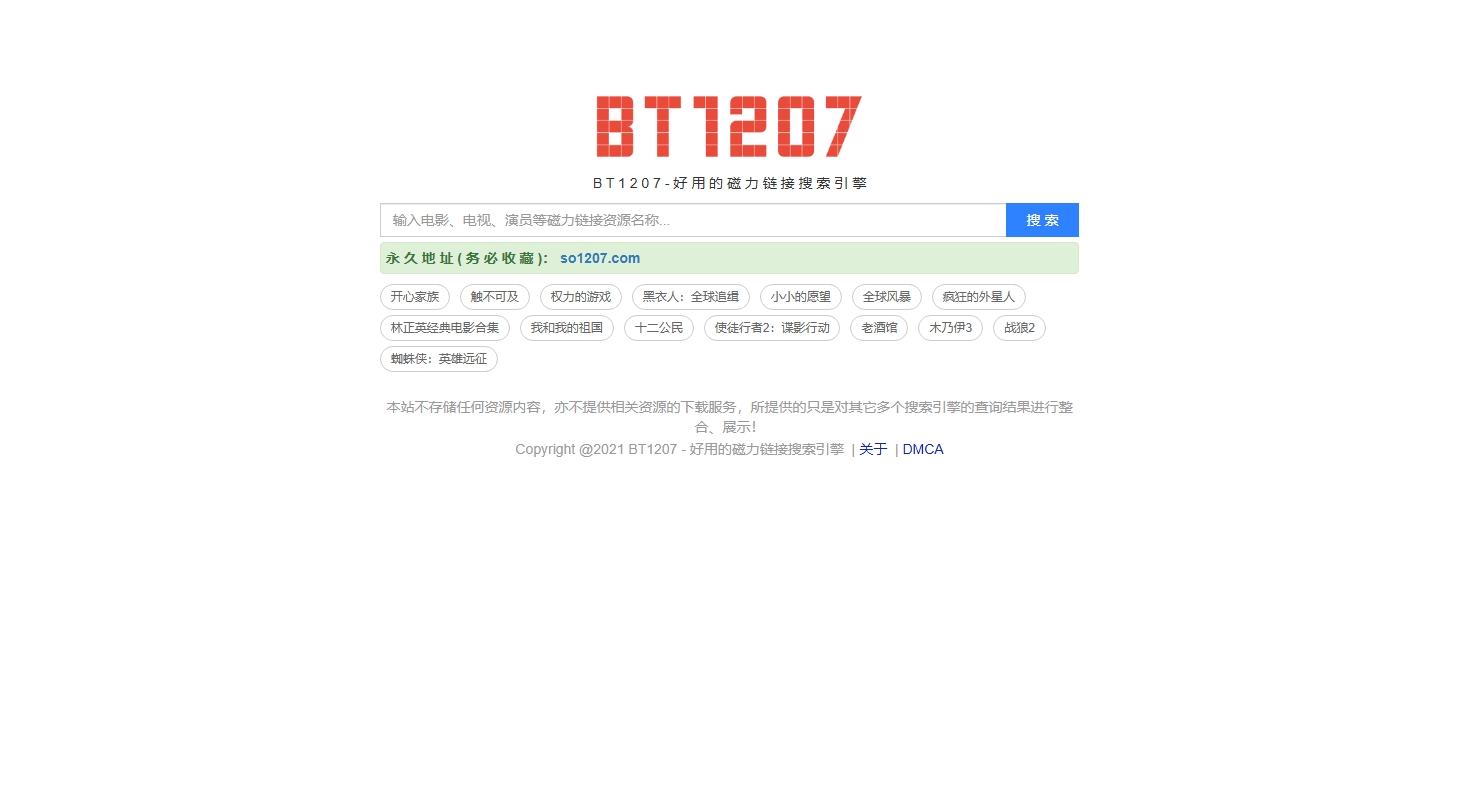 BT1207
BT1207-好用的磁力链接搜索引擎
输入电影、电视、演员等磁力链接资源名称... 搜 索
永久地址(务必收藏)： so1207.com
开心家族 触不可及 权力的游戏 黑衣人：全球追缉 小小的愿望 全球风暴 疯狂的外星人
林正英经典电影合集 我和我的祖国 十二公民 使徒行者2：谍影行动 老酒馆 木乃伊3 战狼2
蜘蛛侠：英雄远征
本站不存储任何资源内容，亦不提供相关资源的下载服务，所提供的只是对其它多个搜索引擎的查询结果进行整
合、展示！
Copyright @2021 BT1207 - 好用的磁力链接搜索引擎 | 关于 | DMCA